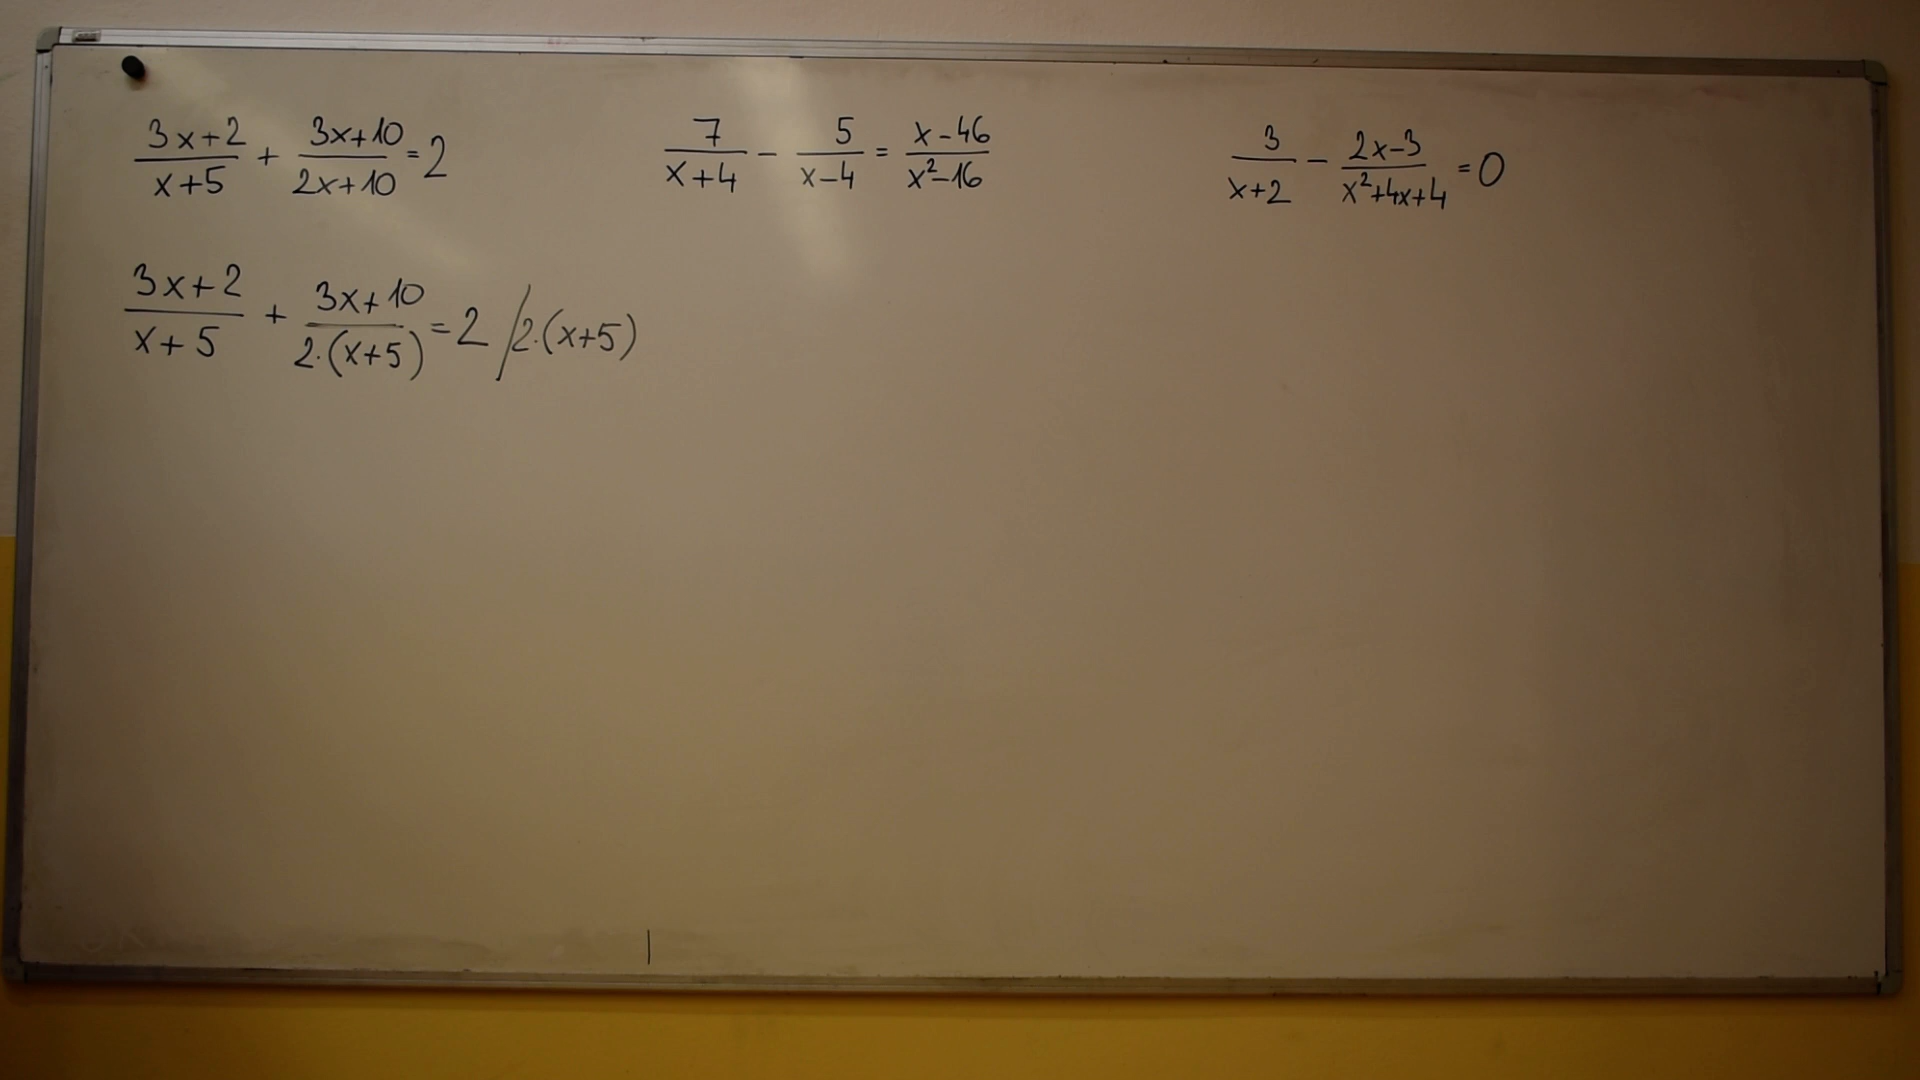 (3x+2)/(x+5) + (3x+10)/(2x+10) = 2
7/(x+4) - 5/(x-4) = (x-46)/(x²-16)
3/(x+2) - (2x-3)/(x²+4x+4) = 0
(3x+2)/(x+5) + (3x+10)/(2·(x+5)) = 2 /2·(x+5)